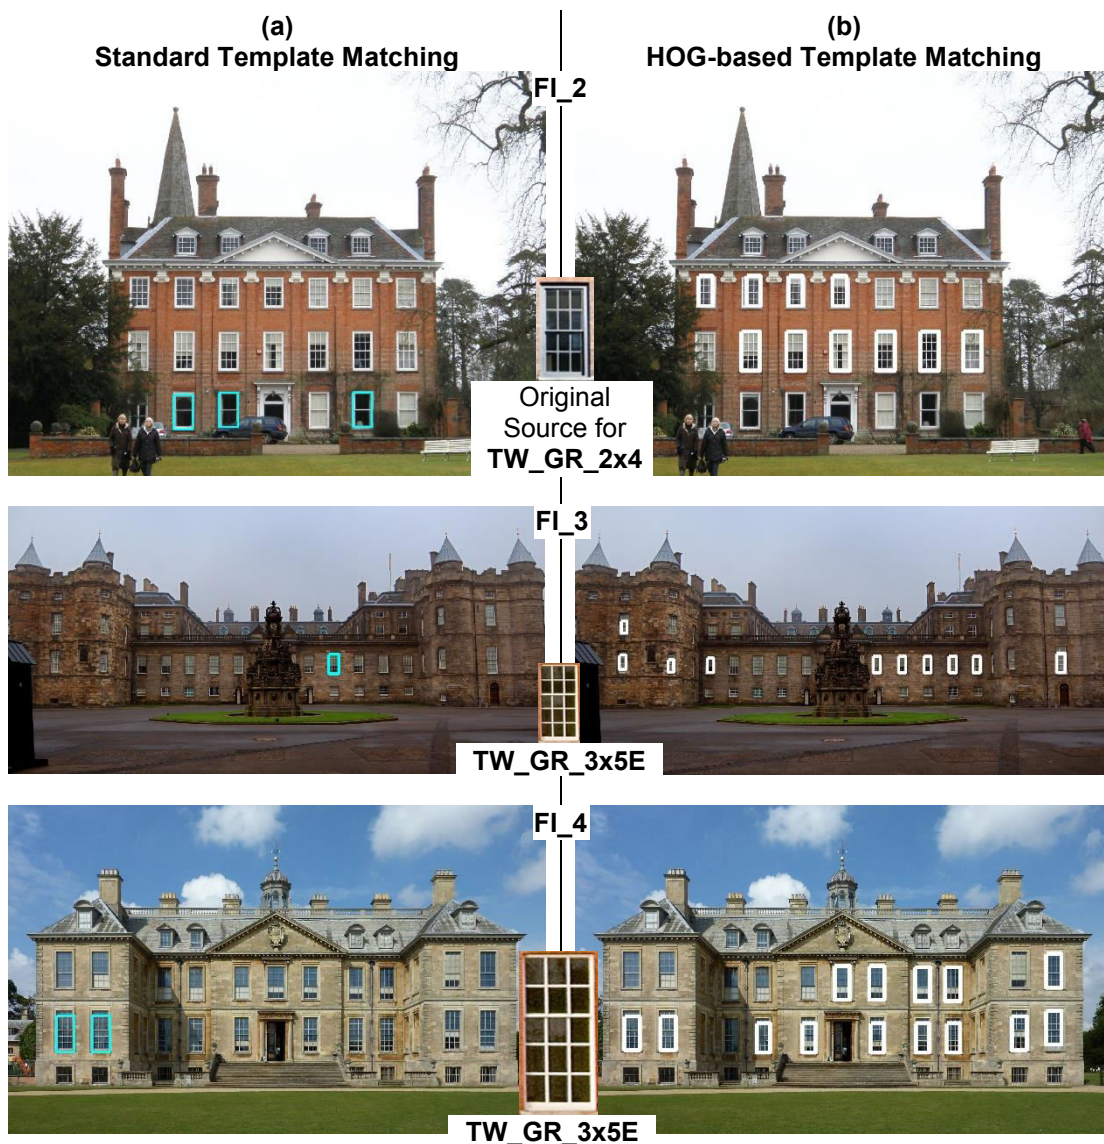 (a)
Standard Template Matching
(b)
HOG-based Template Matching
FI_2
Original
Source for
TW_GR_2x4
FI_3
TW_GR_3x5E
FI_4
TW_GR_3x5E